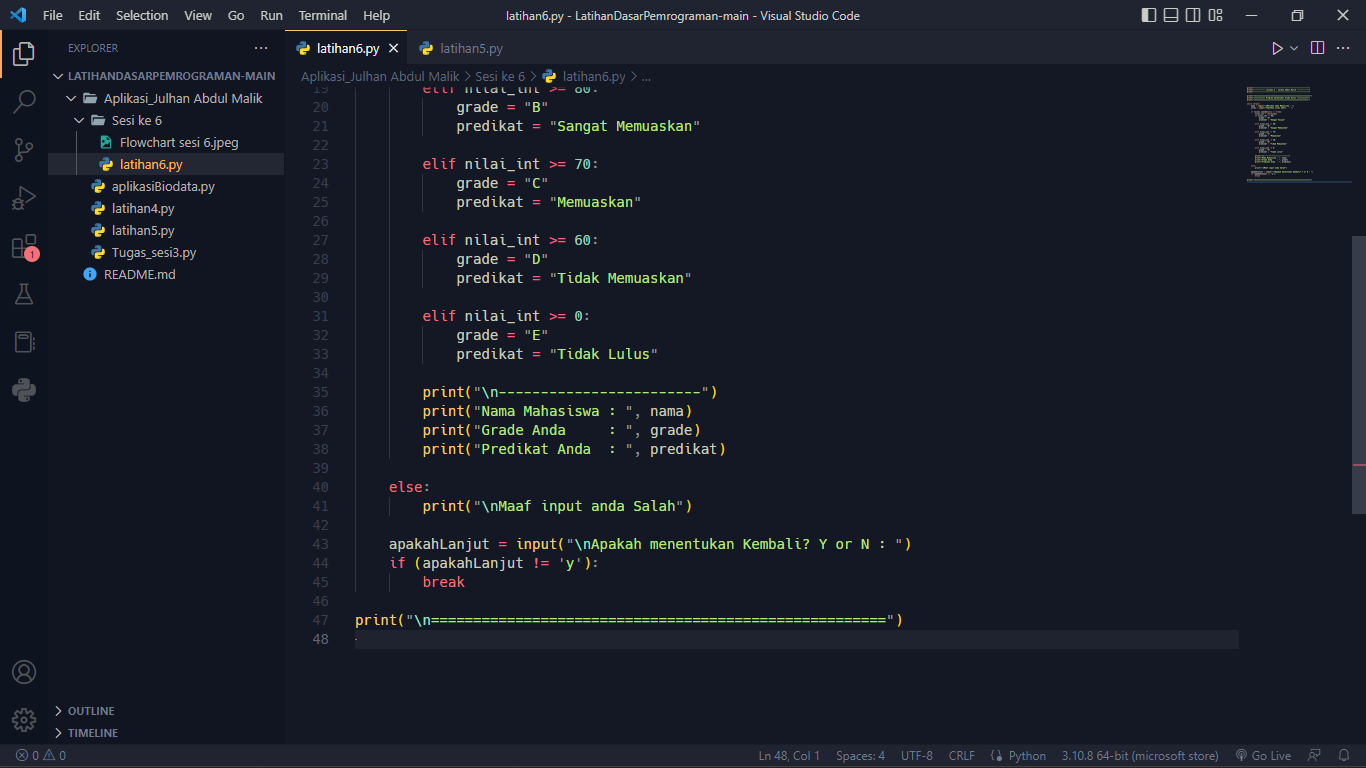 File Edit Selection View Go Run Terminal Help
latihan6.py - LatihanDasarPemrograman-main - Visual Studio Code
EXPLORER ...
LATIHANDASARPEMROGRAMAN-MAIN
Aplikasi_Julhan Abdul Malik
Sesi ke 6
Flowchart sesi 6.jpeg
latihan6.py
aplikasiBiodata.py
latihan4.py
latihan5.py
Tugas_sesi3.py
README.md
1
OUTLINE
TIMELINE
latihan6.py latihan5.py
Aplikasi_Julhan Abdul Malik > Sesi ke 6 > latihan6.py > ...
19 elif nilai_int >= 80:
20 grade = "B"
21 predikat = "Sangat Memuaskan"
22
23 elif nilai_int >= 70:
24 grade = "C"
25 predikat = "Memuaskan"
26
27 elif nilai_int >= 60:
28 grade = "D"
29 predikat = "Tidak Memuaskan"
30
31 elif nilai_int >= 0:
32 grade = "E"
33 predikat = "Tidak Lulus"
34
35 print("\n------------------------")
36 print("Nama Mahasiswa : ", nama)
37 print("Grade Anda     : ", grade)
38 print("Predikat Anda  : ", predikat)
39
40 else:
41 print("\nMaaf input anda Salah")
42
43 apakahLanjut = input("\nApakah menentukan Kembali? Y or N : ")
44 if (apakahLanjut != 'y'):
45 break
46
47 print("\n======================================================")
48
0 0 Ln 48, Col 1 Spaces: 4 UTF-8 CRLF Python 3.10.8 64-bit (microsoft store) Go Live